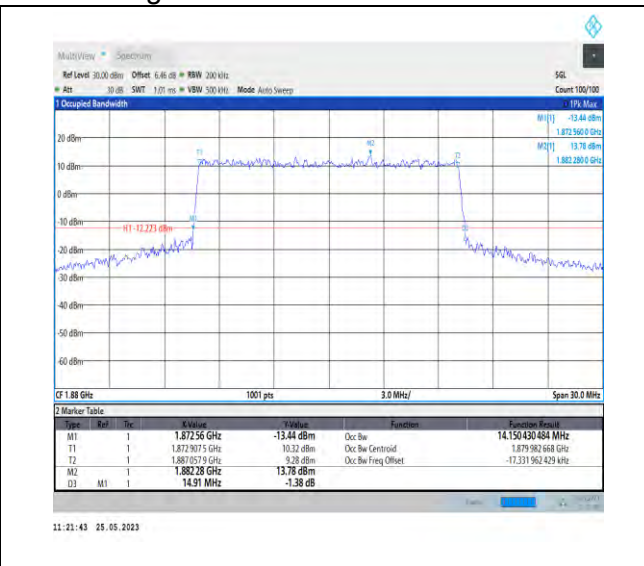 MultiView Spectrum
Ref Level 30.00 dBm Offset 6.46 dB RBW 200 kHz SGL
Att 30 dB SWT 1.01 ms VBW 500 kHz Mode Auto Sweep Count 100/100
1 Occupied Bandwidth 1Pk Max
M1[1] -13.44 dBm
1.872 560 0 GHz
M2[1] 13.78 dBm
1.882 280 0 GHz
20 dBm
M2
T1
T2
10 dBm
0 dBm
-10 dBm
M1
H1 -12.223 dBm
D3
-20 dBm
-30 dBm
-40 dBm
-50 dBm
-60 dBm
CF 1.88 GHz 1001 pts 3.0 MHz/ Span 30.0 MHz
2 Marker Table
Type Ref Trc X-Value Y-Value Function Function Result
M1 1 1.872 56 GHz -13.44 dBm Occ Bw 14.150 430 484 MHz
T1 1 1.872 907 5 GHz 10.32 dBm Occ Bw Centroid 1.879 982 668 GHz
T2 1 1.887 057 9 GHz 9.28 dBm Occ Bw Freq Offset -17.331 962 429 kHz
M2 1 1.882 28 GHz 13.78 dBm
D3 M1 1 14.91 MHz -1.38 dB
11:21:43 25.05.2023